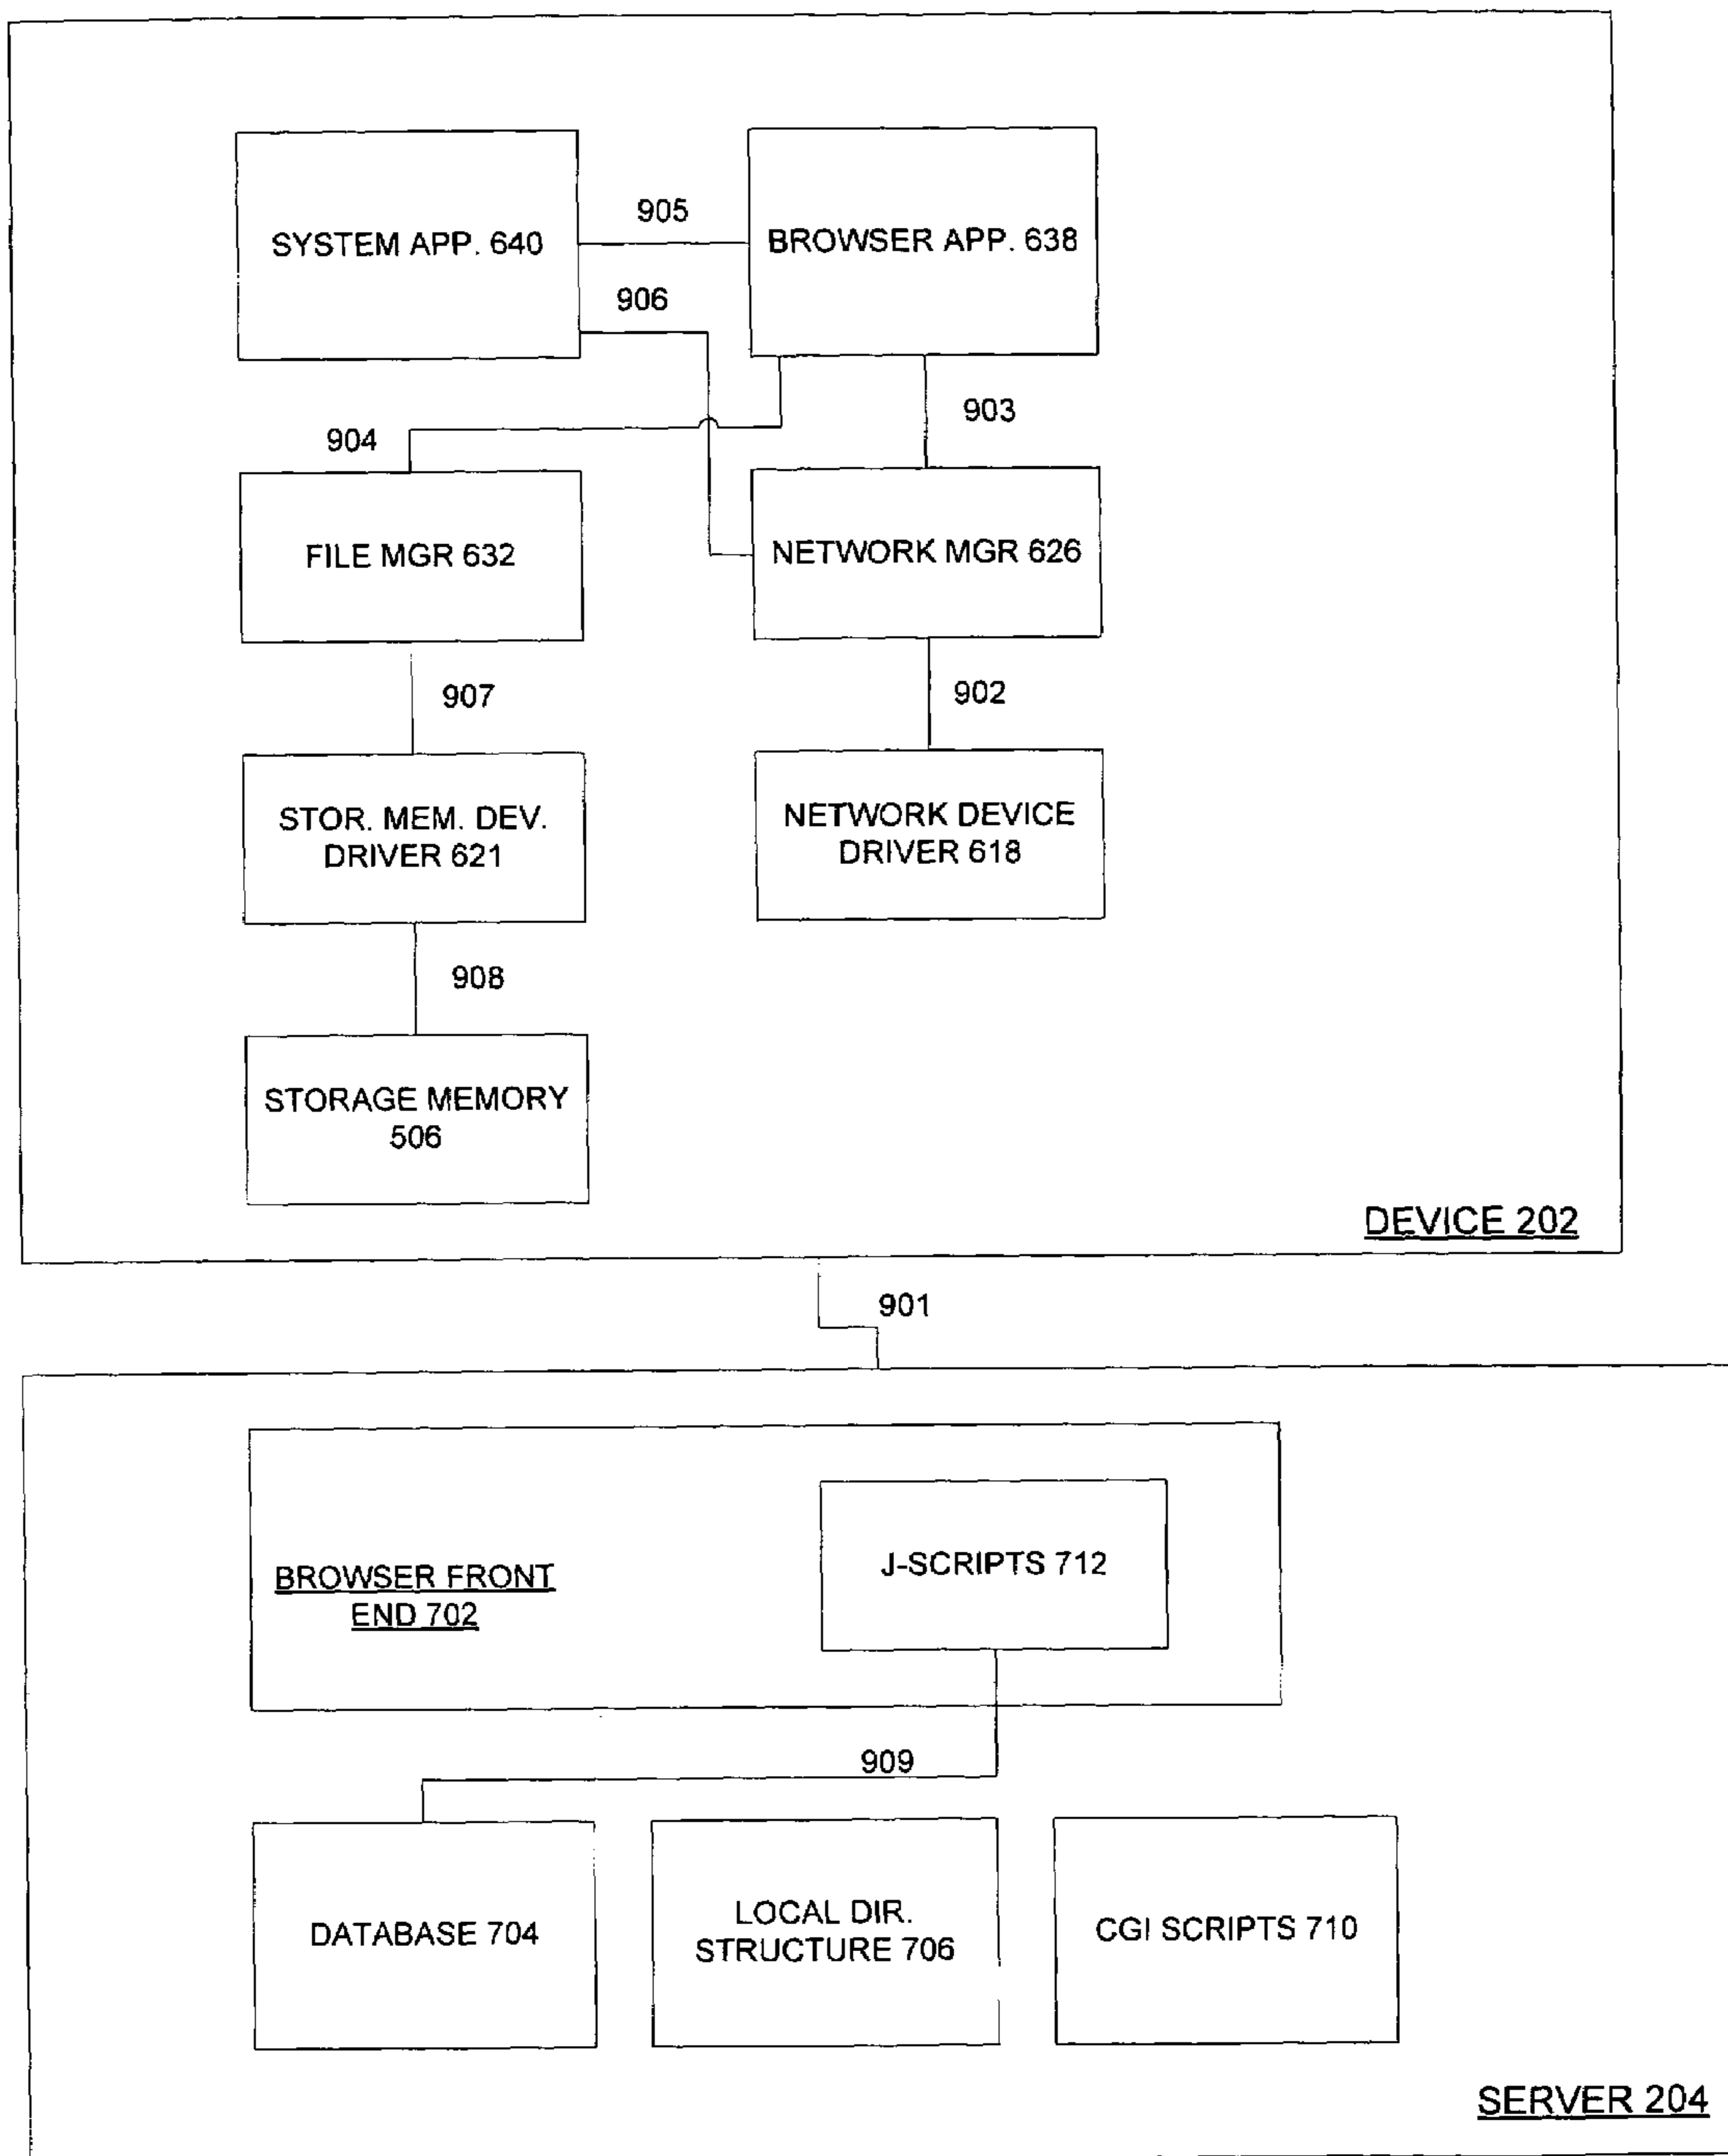 905
SYSTEM APP. 640
BROWSER APP. 638
906
904
903
FILE MGR 632
NETWORK MGR 626
907
902
STOR. MEM. DEV.
DRIVER 621
NETWORK DEVICE
DRIVER 618
908
STORAGE MEMORY
506
DEVICE 202
901
J-SCRIPTS 712
BROWSER FRONT
END 702
909
DATABASE 704
LOCAL DIR.
STRUCTURE 706
CGI SCRIPTS 710
SERVER 204